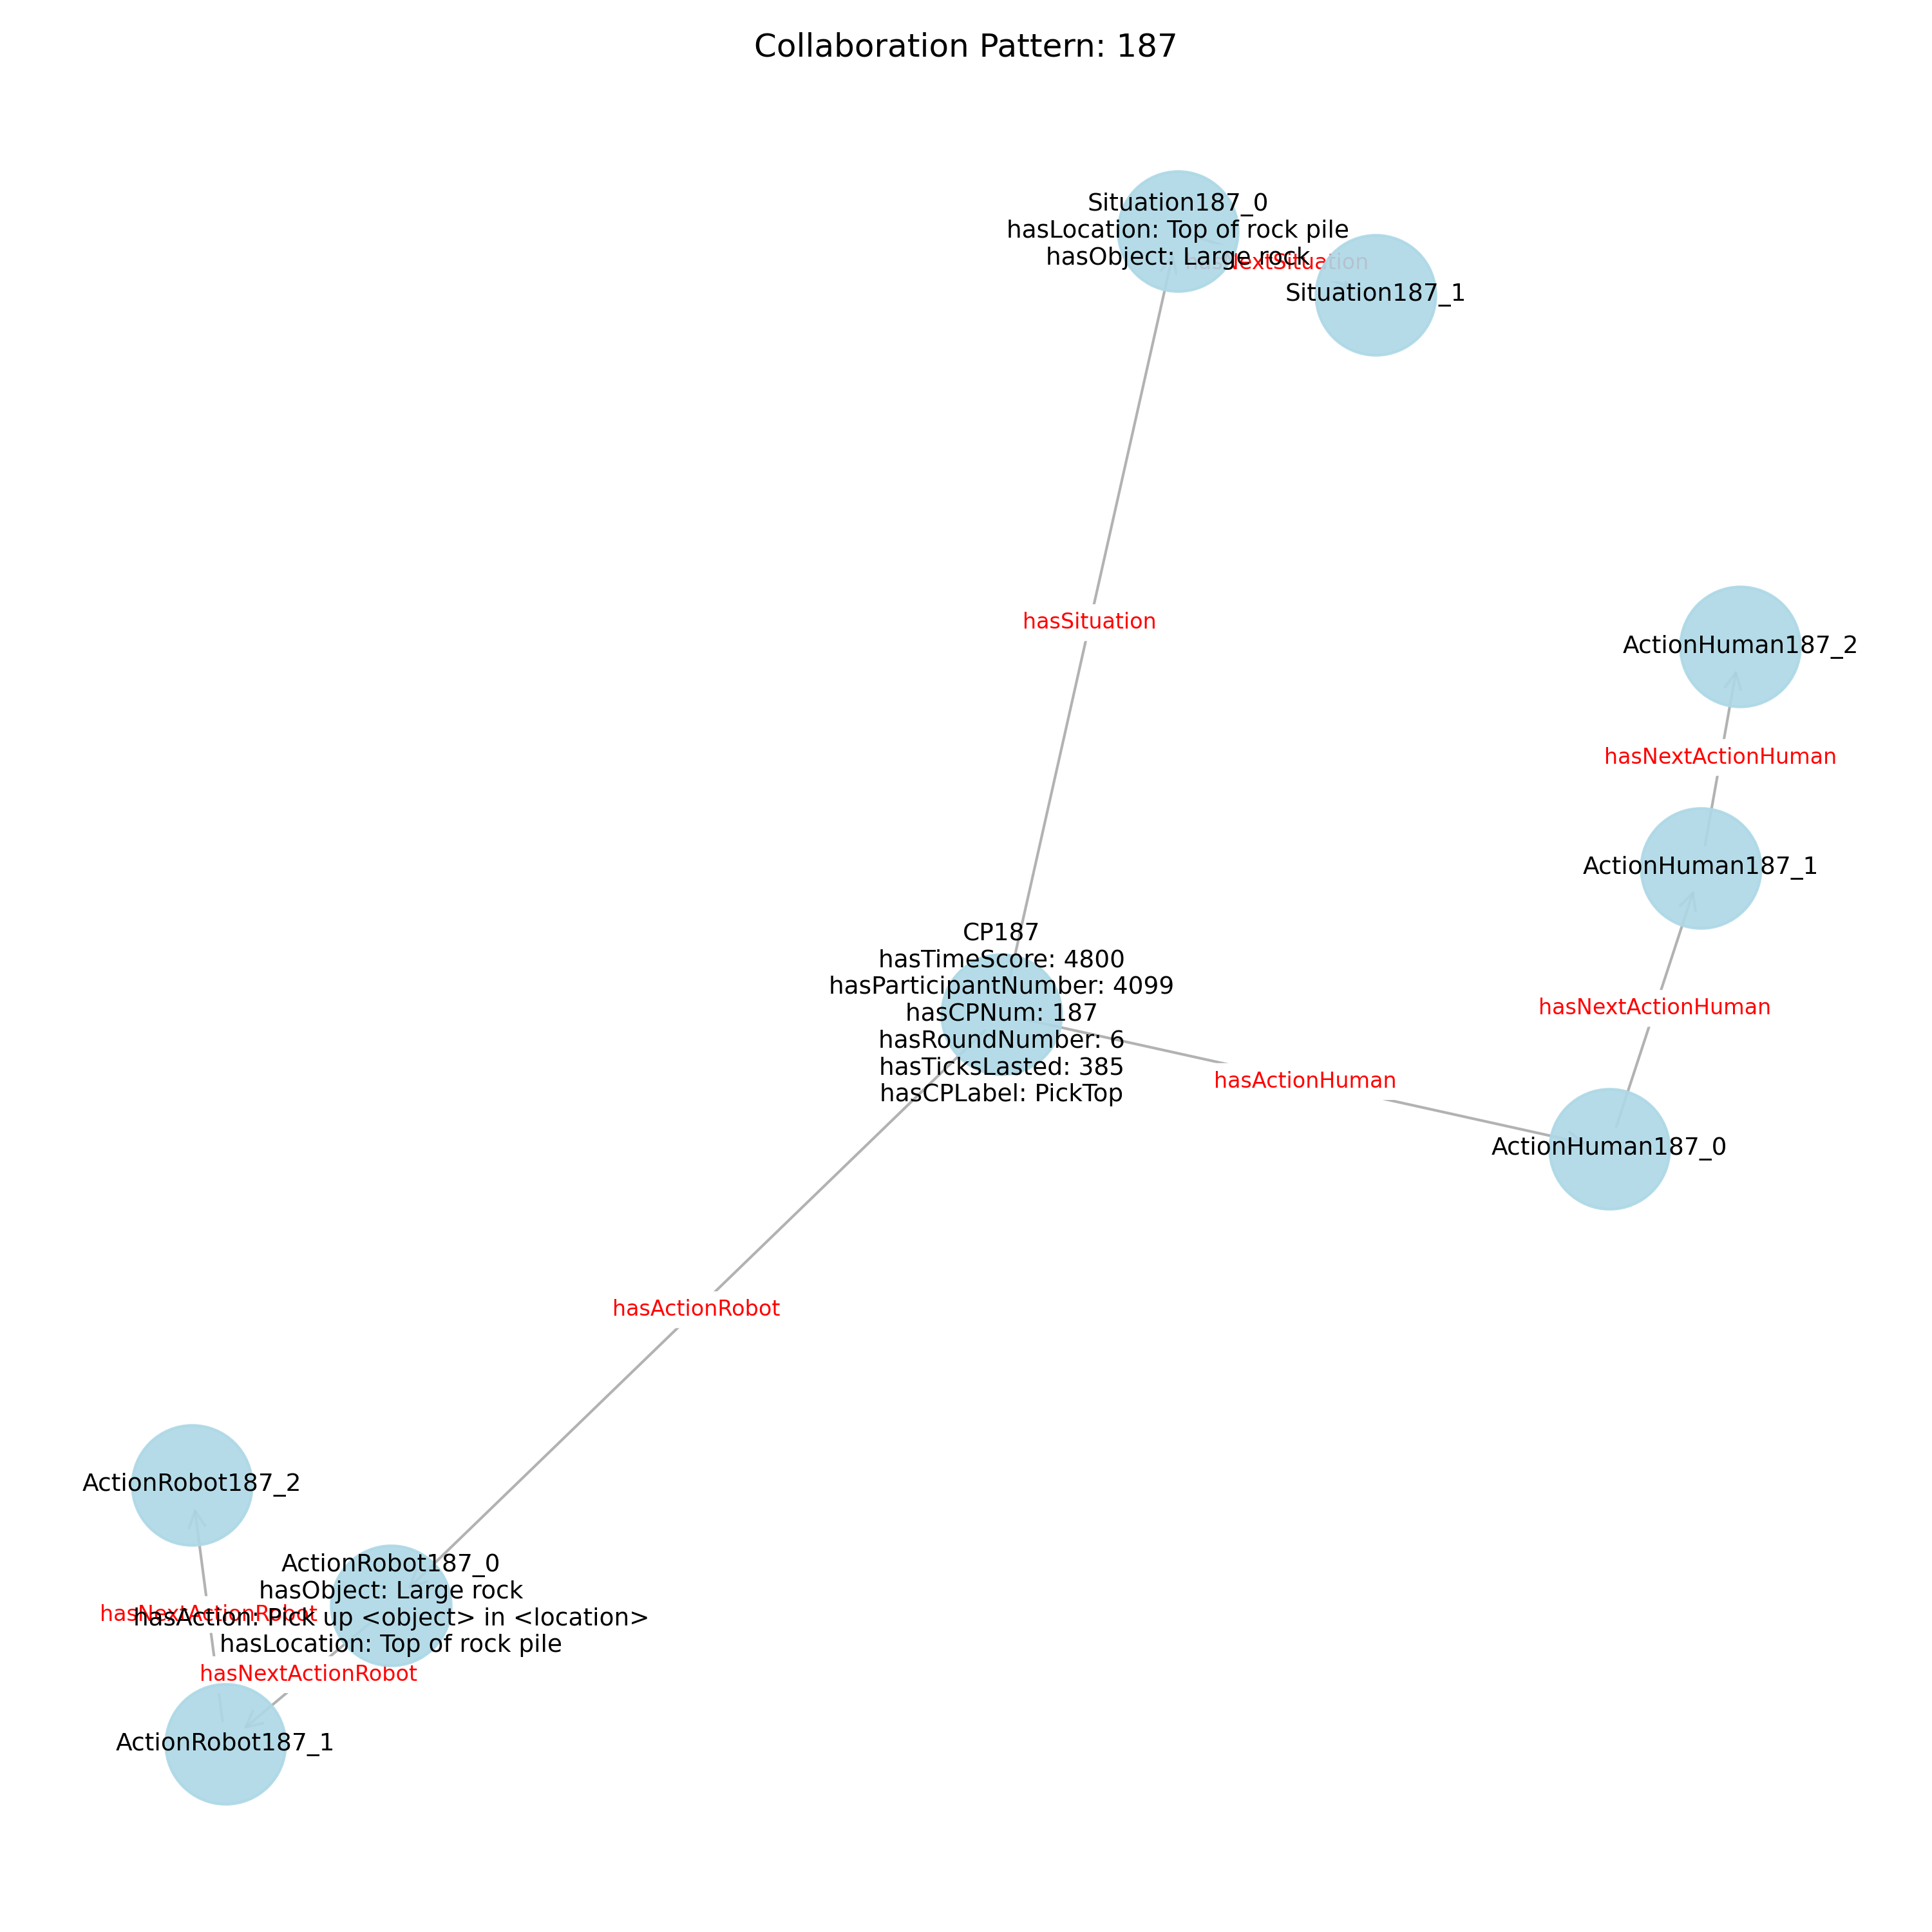 Collaboration Pattern: 187
Situation187_0
hasLocation: Top of rock pile
hasObject: Large rock
hasNextSituation
Situation187_1
hasSituation
ActionHuman187_2
hasNextActionHuman
ActionHuman187_1
CP187
hasTimeScore: 4800
hasParticipantNumber: 4099
hasCPNum: 187
hasRoundNumber: 6
hasTicksLasted: 385
hasCPLabel: PickTop
hasNextActionHuman
hasActionHuman
ActionHuman187_0
hasActionRobot
ActionRobot187_2
ActionRobot187_0
hasObject: Large rock
hasNextActionRobot
hasAction: Pick up <object> in <location>
hasLocation: Top of rock pile
hasNextActionRobot
ActionRobot187_1